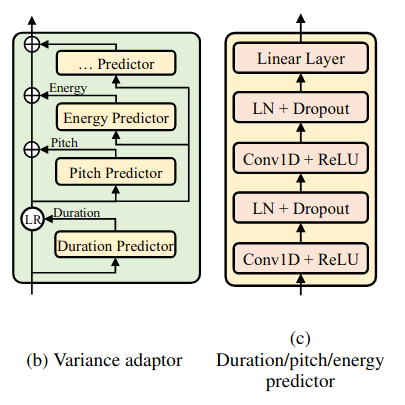 ... Predictor
Energy
Energy Predictor
Pitch
Pitch Predictor
LR
Duration
Duration Predictor
(b) Variance adaptor
Linear Layer
LN + Dropout
Conv1D + ReLU
LN + Dropout
Conv1D + ReLU
(c)
Duration/pitch/energy
predictor